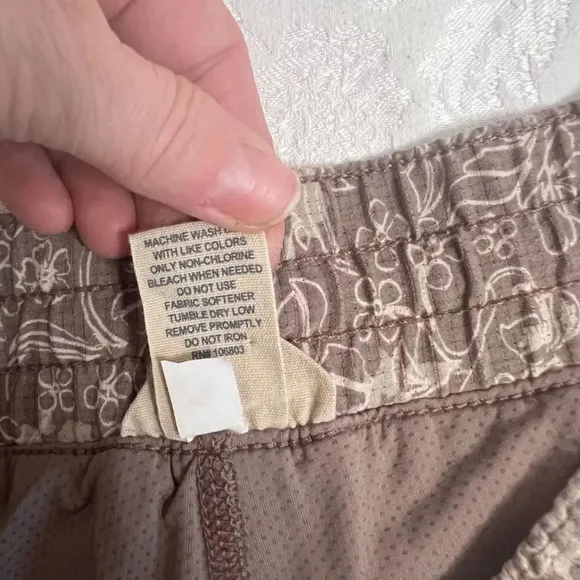 MACHINE WASH
WITH LIKE COLORS
ONLY NON-CHLORINE
BLEACH WHEN NEEDED
DO NOT USE
FABRIC SOFTENER
TUMBLE DRY LOW
REMOVE PROMPTLY
DO NOT IRON
RN# 106803